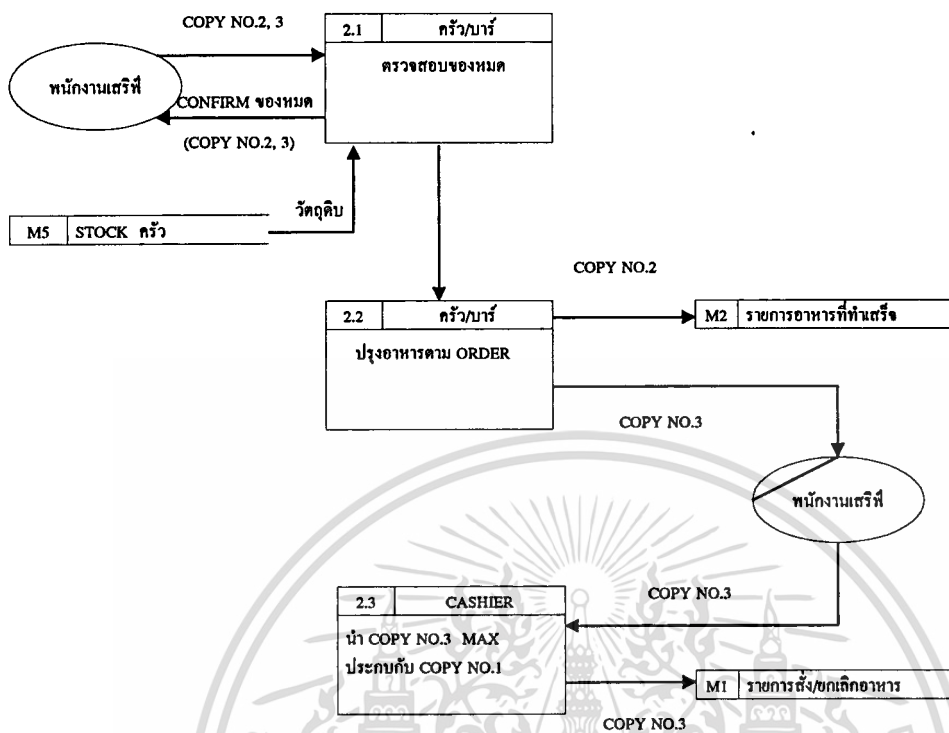 COPY NO.2, 3
พนักงานเสริฟ์
CONFIRM ของหมด
(COPY NO.2, 3)
2.1 ครัว/บาร์
ตรวจสอบของหมด
วัตถุดิบ
M5 STOCK ครัว
COPY NO.2
2.2 ครัว/บาร์
ปรุงอาหารตาม ORDER
M2 รายการอาหารที่ทำเสร็จ
COPY NO.3
พนักงานเสริฟ์
COPY NO.3
2.3 CASHIER
นำ COPY NO.3 MAX
ประกบกับ COPY NO.1
M1 รายการสั่ง/ยกเลิกอาหาร
COPY NO.3